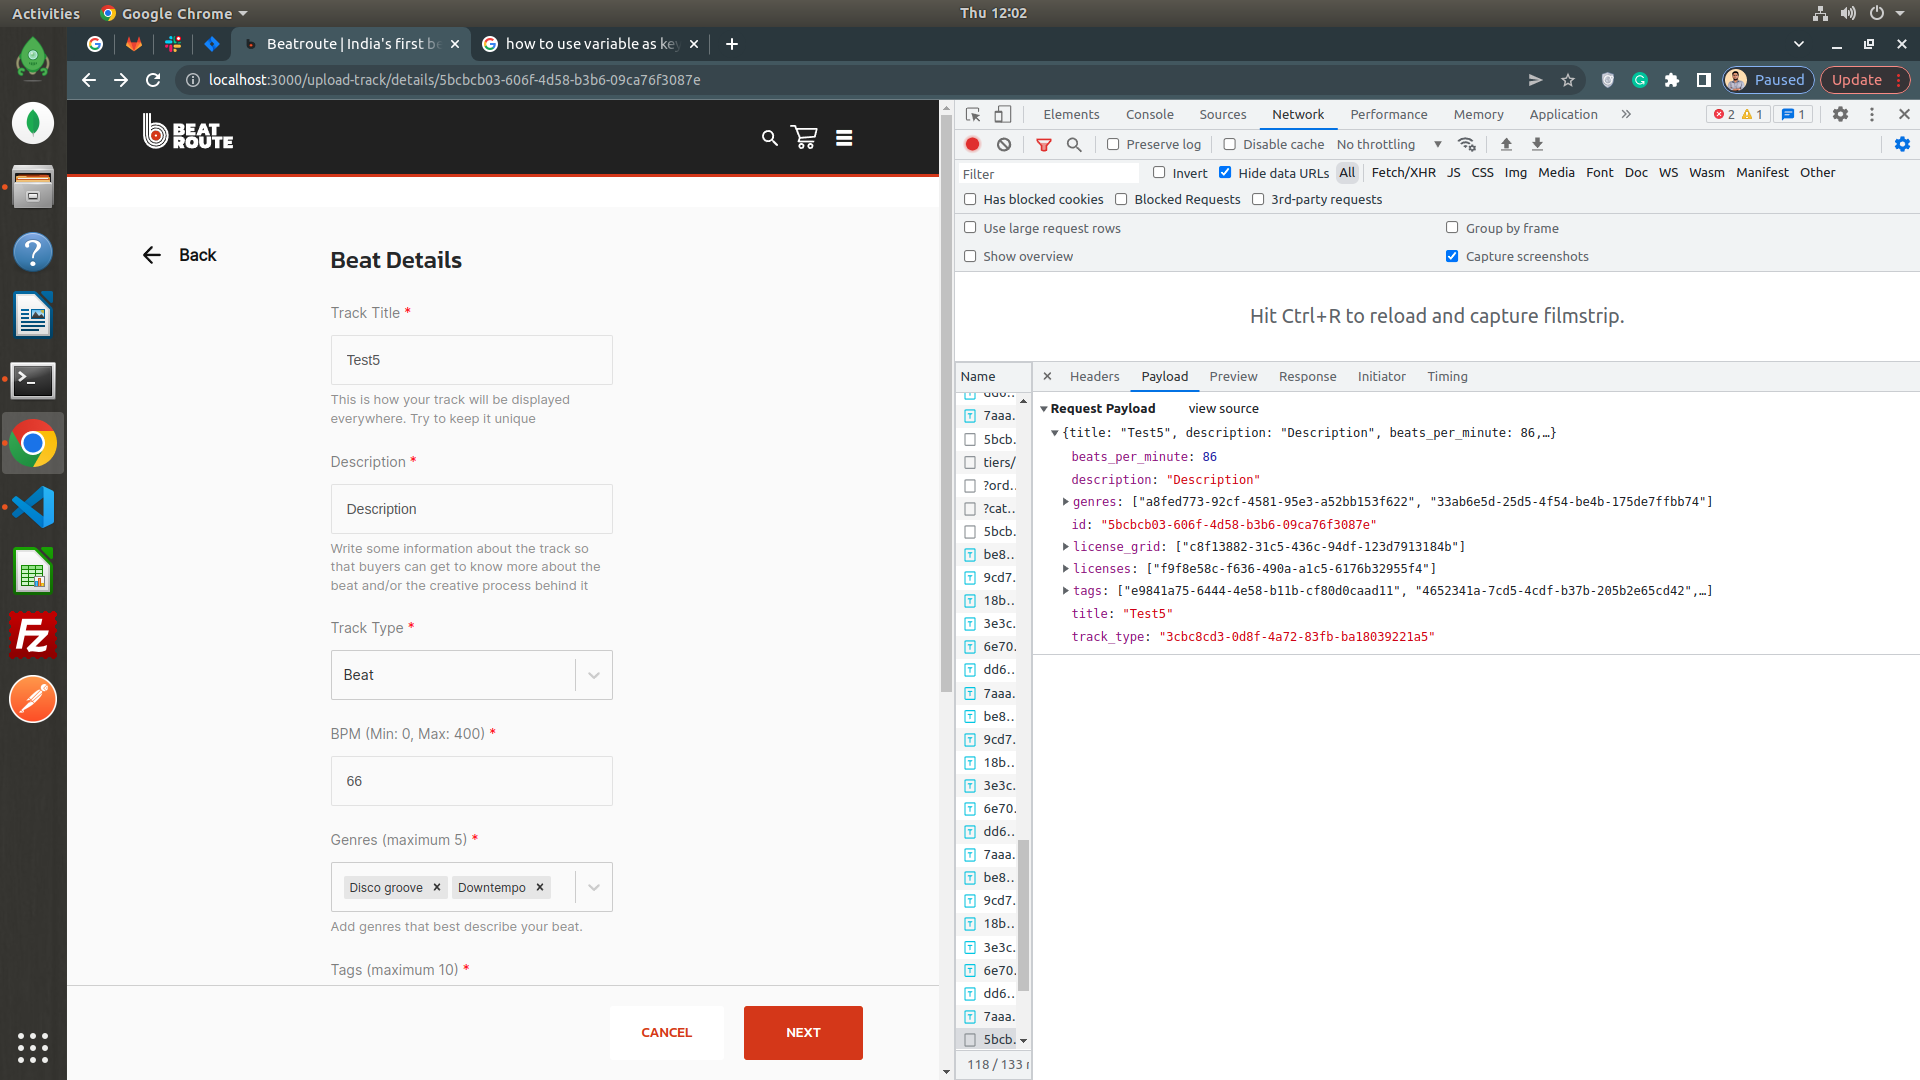 Activities
Google Chrome
Thu 12:02
Beatroute | India's first be
how to use variable as key
localhost:3000/upload-track/details/5bcbcb03-606f-4d58-b3b6-09ca76f3087e
Paused
Update
BEAT
ROUTE
Back
Beat Details
Track Title *
Test5
This is how your track will be displayed
everywhere. Try to keep it unique
Description *
Description
Write some information about the track so
that buyers can get to know more about the
beat and/or the creative process behind it
Track Type *
Beat
BPM (Min: 0, Max: 400) *
66
Genres (maximum 5) *
Disco groove
Downtempo
Add genres that best describe your beat.
Tags (maximum 10) *
CANCEL
NEXT
Elements
Console
Sources
Network
Performance
Memory
Application
2
1
1
Preserve log
Disable cache
No throttling
Filter
Invert
Hide data URLs
All
Fetch/XHR
JS
CSS
Img
Media
Font
Doc
WS
Wasm
Manifest
Other
Has blocked cookies
Blocked Requests
3rd-party requests
Use large request rows
Group by frame
Show overview
Capture screenshots
Hit Ctrl+R to reload and capture filmstrip.
Name
dd6…
7aaa.
5bcb.
tiers/
?ord..
?cat..
5bcb.
be8..
9cd7.
18b..
3e3c.
6e70.
dd6..
7aaa.
be8..
9cd7.
18b..
3e3c.
6e70.
dd6..
7aaa.
be8..
9cd7.
18b..
3e3c.
6e70.
dd6..
7aaa.
5bcb.
118 / 133 r
Headers
Payload
Preview
Response
Initiator
Timing
Request Payload
view source
{title: "Test5", description: "Description", beats_per_minute: 86,…}
beats_per_minute: 86
description: "Description"
genres: ["a8fed773-92cf-4581-95e3-a52bb153f622", "33ab6e5d-25d5-4f54-be4b-175de7ffbb74"]
id: "5bcbcb03-606f-4d58-b3b6-09ca76f3087e"
license_grid: ["c8f13882-31c5-436c-94df-123d7913184b"]
licenses: ["f9f8e58c-f636-490a-a1c5-6176b32955f4"]
tags: ["e9841a75-6444-4e58-b11b-cf80d0caad11", "4652341a-7cd5-4cdf-b37b-205b2e65cd42",…]
title: "Test5"
track_type: "3cbc8cd3-0d8f-4a72-83fb-ba18039221a5"